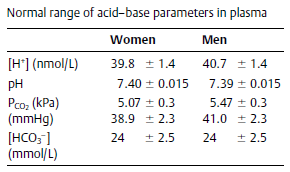 Normal range of acid–base parameters in plasma
Women Men
[H⁺] (nmol/L) 39.8 ± 1.4 40.7 ± 1.4
pH 7.40 ± 0.015 7.39 ± 0.015
Pco₂ (kPa) 5.07 ± 0.3 5.47 ± 0.3
(mmHg) 38.9 ± 2.3 41.0 ± 2.3
[HCO₃⁻] 24 ± 2.5 24 ± 2.5
(mmol/L)